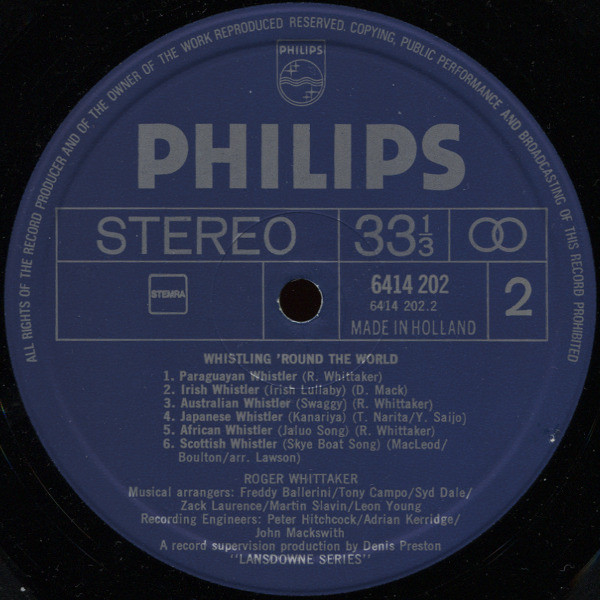 ALL RIGHTS OF THE RECORD PRODUCER AND OF THE OWNER OF THE WORK REPRODUCED RESERVED. COPYING, PUBLIC PERFORMANCE AND BROADCASTING OF THIS RECORD PROHIBITED
PHILIPS
PHILIPS
STEREO
33 1/3
STEMRA
6414 202
6414 202.2
MADE IN HOLLAND
2
WHISTLING 'ROUND THE WORLD
1. Paraguayan Whistler (R. Whittaker)
2. Irish Whistler (Irish Lullaby) (D. Mack)
3. Australian Whistler (Swaggy) (R. Whittaker)
4. Japanese Whistler (Kanariya) (T. Narita/Y. Saijo)
5. African Whistler (Jaluo Song) (R. Whittaker)
6. Scottish Whistler (Skye Boat Song) (MacLeod/
Boulton/arr. Lawson)
ROGER WHITTAKER
Musical arrangers: Freddy Ballerini/Tony Campo/Syd Dale/
Zack Laurence/Martin Slavin/Leon Young
Recording Engineers: Peter Hitchcock/Adrian Kerridge/
John Mackswith
A record supervision production by Denis Preston
"LANSDOWNE SERIES"